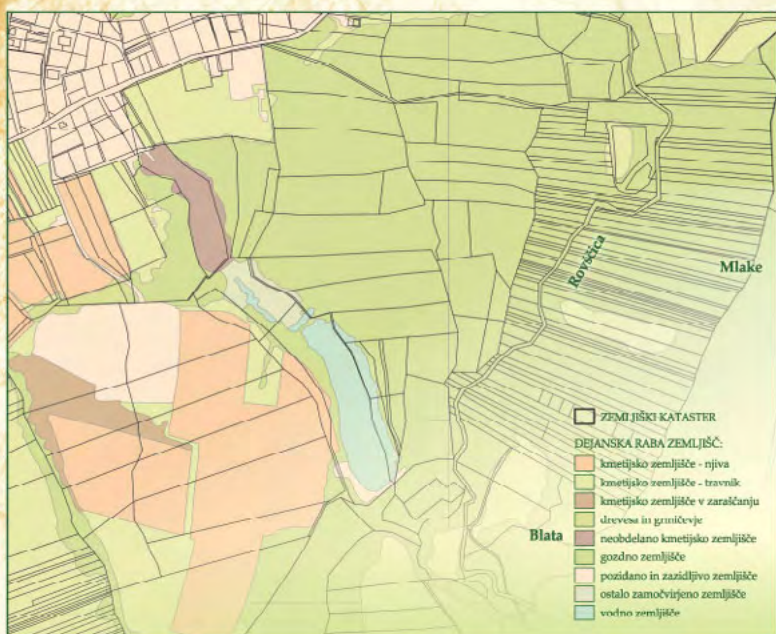 Rovščica
Mlake
Blata
ZEMLJIŠKI KATASTER
DEJANSKA RABA ZEMLJIŠČ:
kmetijsko zemljišče - njiva
kmetijsko zemljišče - travnik
kmetijsko zemljišče v zaraščanju
drevesa in grmičevje
neobdelano kmetijsko zemljišče
gozdno zemljišče
pozidano in zazidljivo zemljišče
ostalo zamočvirjeno zemljišče
vodno zemljišče